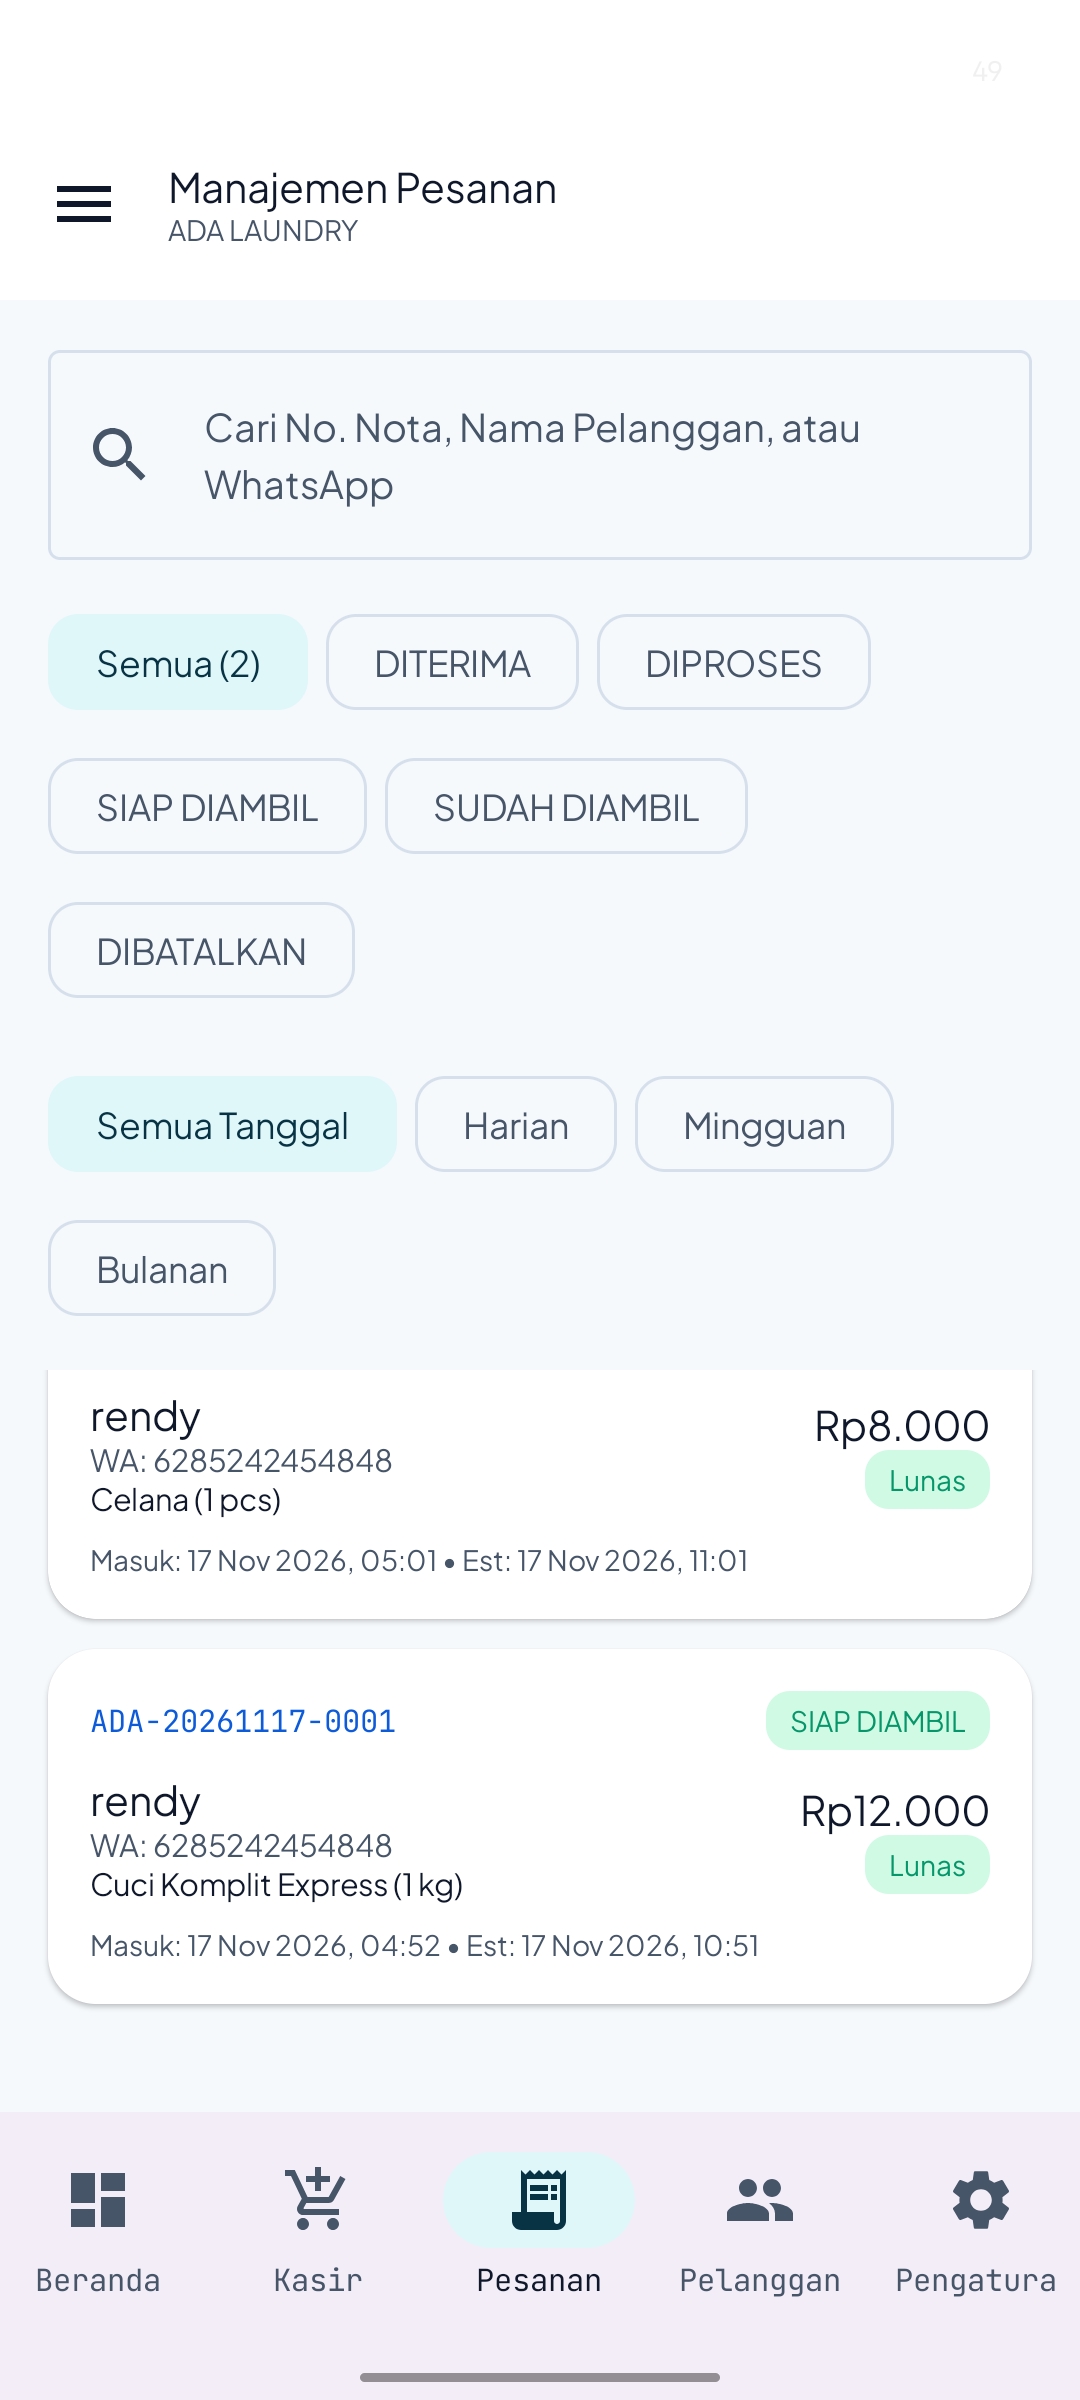 49
Manajemen Pesanan
ADA LAUNDRY
Cari No. Nota, Nama Pelanggan, atau
WhatsApp
Semua (2)
DITERIMA
DIPROSES
SIAP DIAMBIL
SUDAH DIAMBIL
DIBATALKAN
Semua Tanggal
Harian
Mingguan
Bulanan
rendy
Rp8.000
WA: 6285242454848
Lunas
Celana (1 pcs)
Masuk: 17 Nov 2026, 05:01 • Est: 17 Nov 2026, 11:01
ADA-20261117-0001
SIAP DIAMBIL
rendy
Rp12.000
WA: 6285242454848
Lunas
Cuci Komplit Express (1 kg)
Masuk: 17 Nov 2026, 04:52 • Est: 17 Nov 2026, 10:51
Beranda
Kasir
Pesanan
Pelanggan
Pengatura